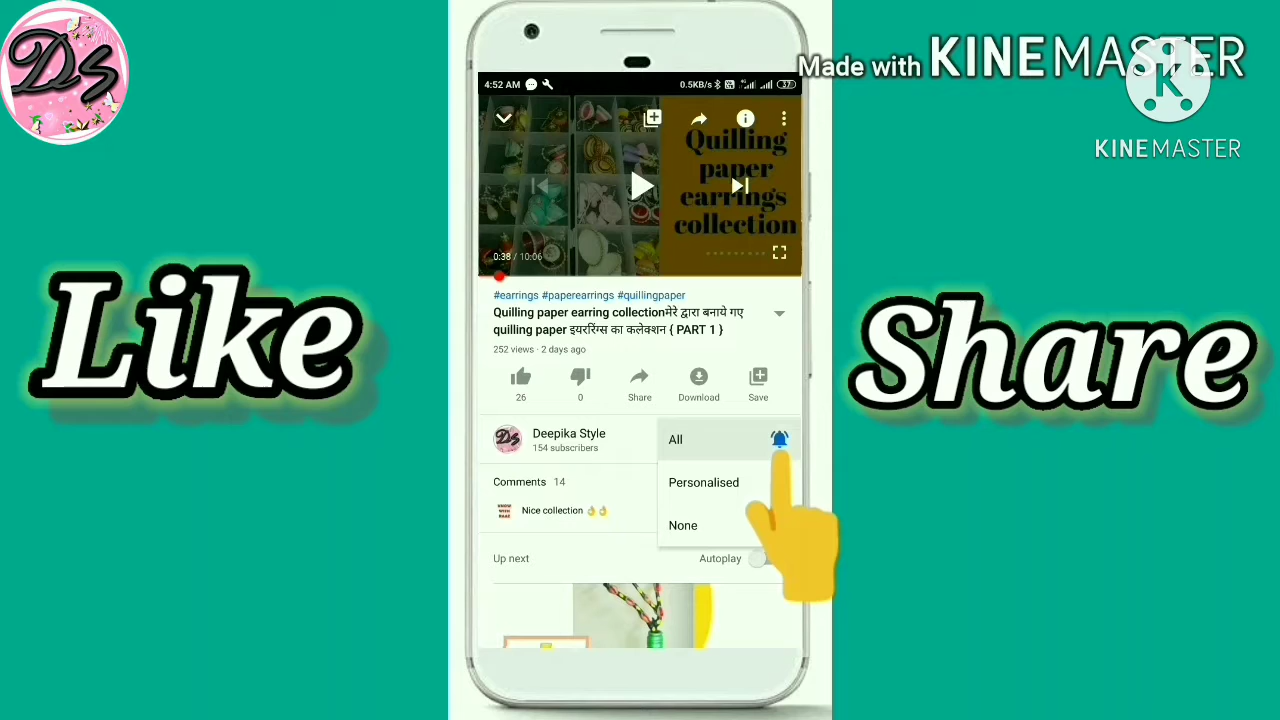 Ds
Made with KINEMASTER
K
KINEMASTER
4:52 AM
0.5KB/s
4G
37
Quilling
paper
earrings
collection
0:38 / 10:06
#earrings #paperearrings #quillingpaper
Quilling paper earring collectionमेरे द्वारा बनाये गए
quilling paper इयररिंग्स का कलेक्शन { PART 1 }
252 views · 2 days ago
26
0
Share
Download
Save
Ds
Deepika Style
154 subscribers
All
Personalised
None
Comments 14
Nice collection 👌👌
Up next
Autoplay
Like
Share